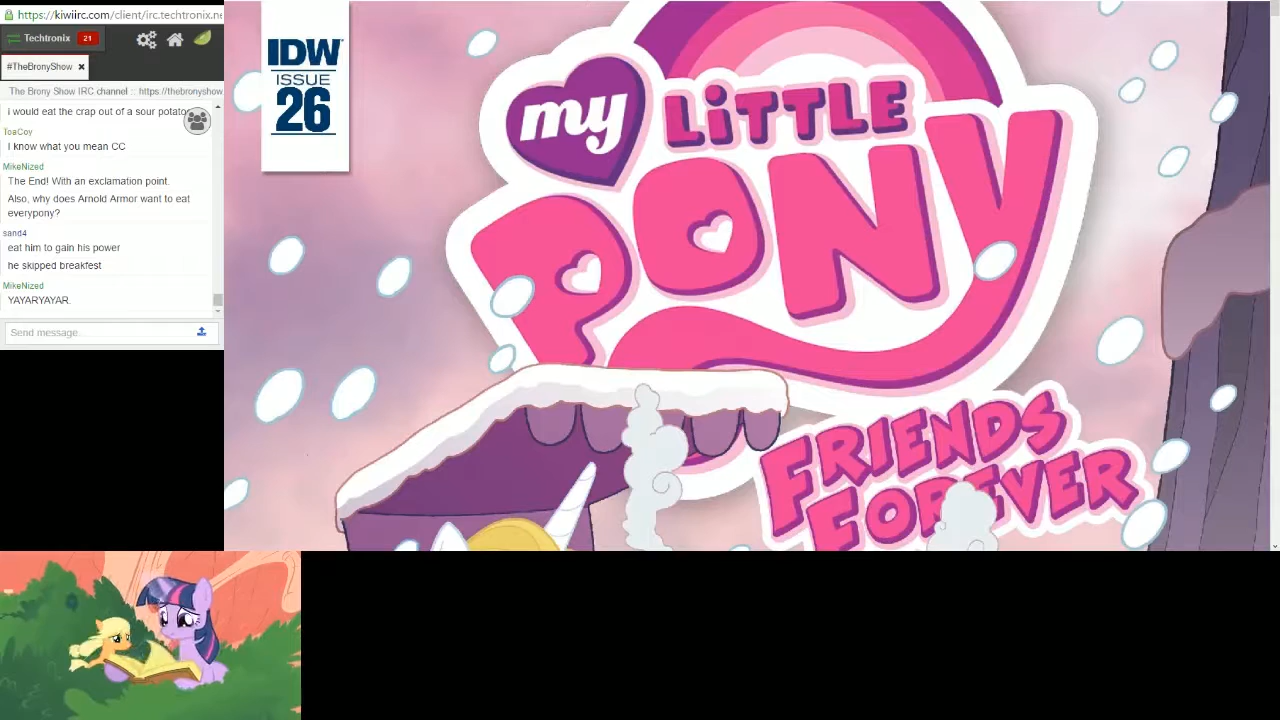 https://kiwiirc.com/client/irc.techtronix.ne
Techtronix 21
#TheBronyShow ×
The Brony Show IRC channel :: https://thebronyshow
I would eat the crap out of a sour potato
ToaCoy
I know what you mean CC
MikeNized
The End! With an exclamation point.
Also, why does Arnold Armor want to eat
everypony?
sand4
eat him to gain his power
he skipped breakfest
MikeNized
YAYARYAYAR.
Send message...
IDW
ISSUE
26
my LITTLE
PONY
FRIENDS
FOREVER